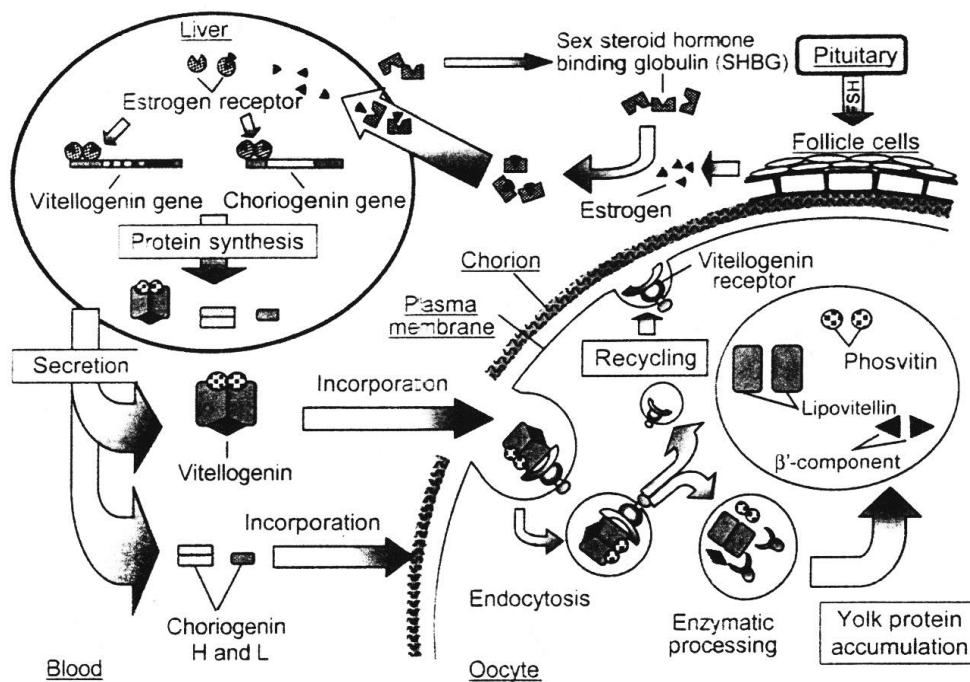 Liver
Estrogen receptor
Vitellogenin gene
Choriogenin gene
Protein synthesis
Sex steroid hormone
binding globulin (SHBG)
Pituitary
FSH
Follicle cells
Estrogen
Chorion
Plasma
membrane
Vitellogenin
receptor
Recycling
Phosvitin
Lipovitellin
β'-component
Secretion
Incorporation
Vitellogenin
Incorporation
Choriogenin
H and L
Endocytosis
Enzymatic
processing
Yolk protein
accumulation
Blood
Oocyte